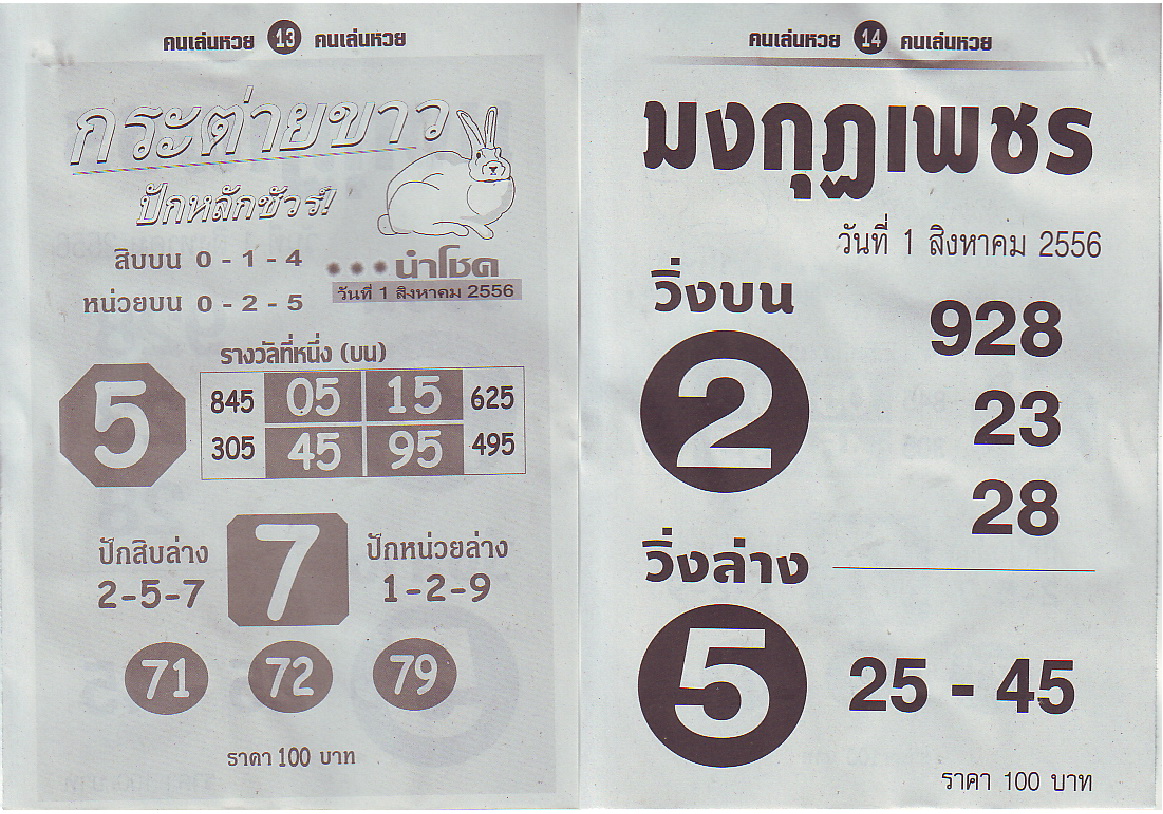 คนเล่นหวย 13 คนเล่นหวย
กระต่ายขาว
ปักหลักชัวร์!
สิบบน 0 - 1 - 4
นำโชค
หน่วยบน 0 - 2 - 5
วันที่ 1 สิงหาคม 2556
รางวัลที่หนึ่ง (บน)
5
845 05 15 625
305 45 95 495
ปักสิบล่าง
2-5-7
7
ปักหน่วยล่าง
1-2-9
71 72 79
ราคา 100 บาท
คนเล่นหวย 14 คนเล่นหวย
มงกุฎเพชร
วันที่ 1 สิงหาคม 2556
วิ่งบน
2
928
23
28
วิ่งล่าง
5
25 - 45
ราคา 100 บาท